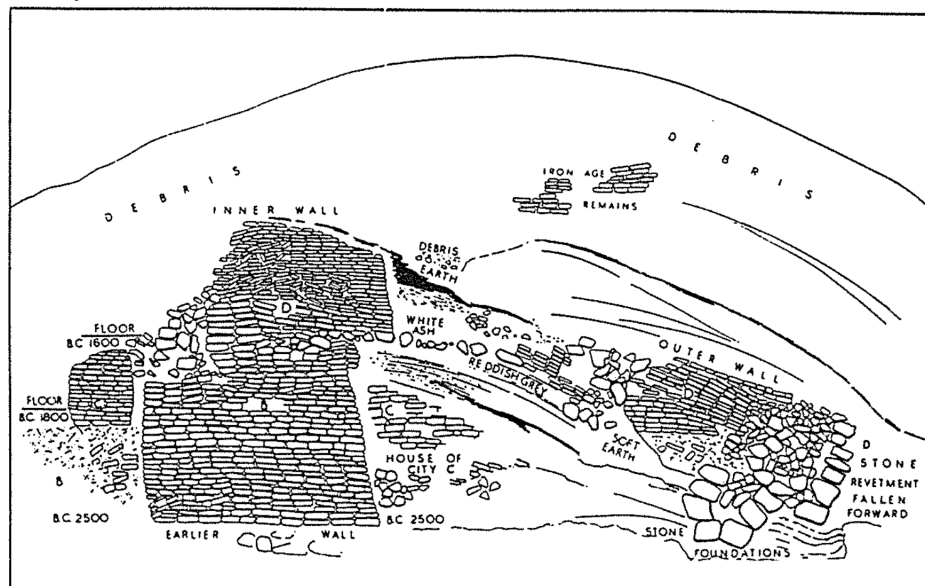 DEBRIS
IRON AGE
REMAINS
DEBRIS
INNER WALL
DEBRIS
EARTH
D
WHITE
ASH
FLOOR
B.C. 1600
OUTER WALL
REDDISH GREY
D
FLOOR
B.C. 1800
B
C
HOUSE OF
CITY C
SOFT
EARTH
D
STONE
REVETMENT
FALLEN
FORWARD
B
B.C. 2500
B.C. 2500
EARLIER WALL
STONE
FOUNDATIONS